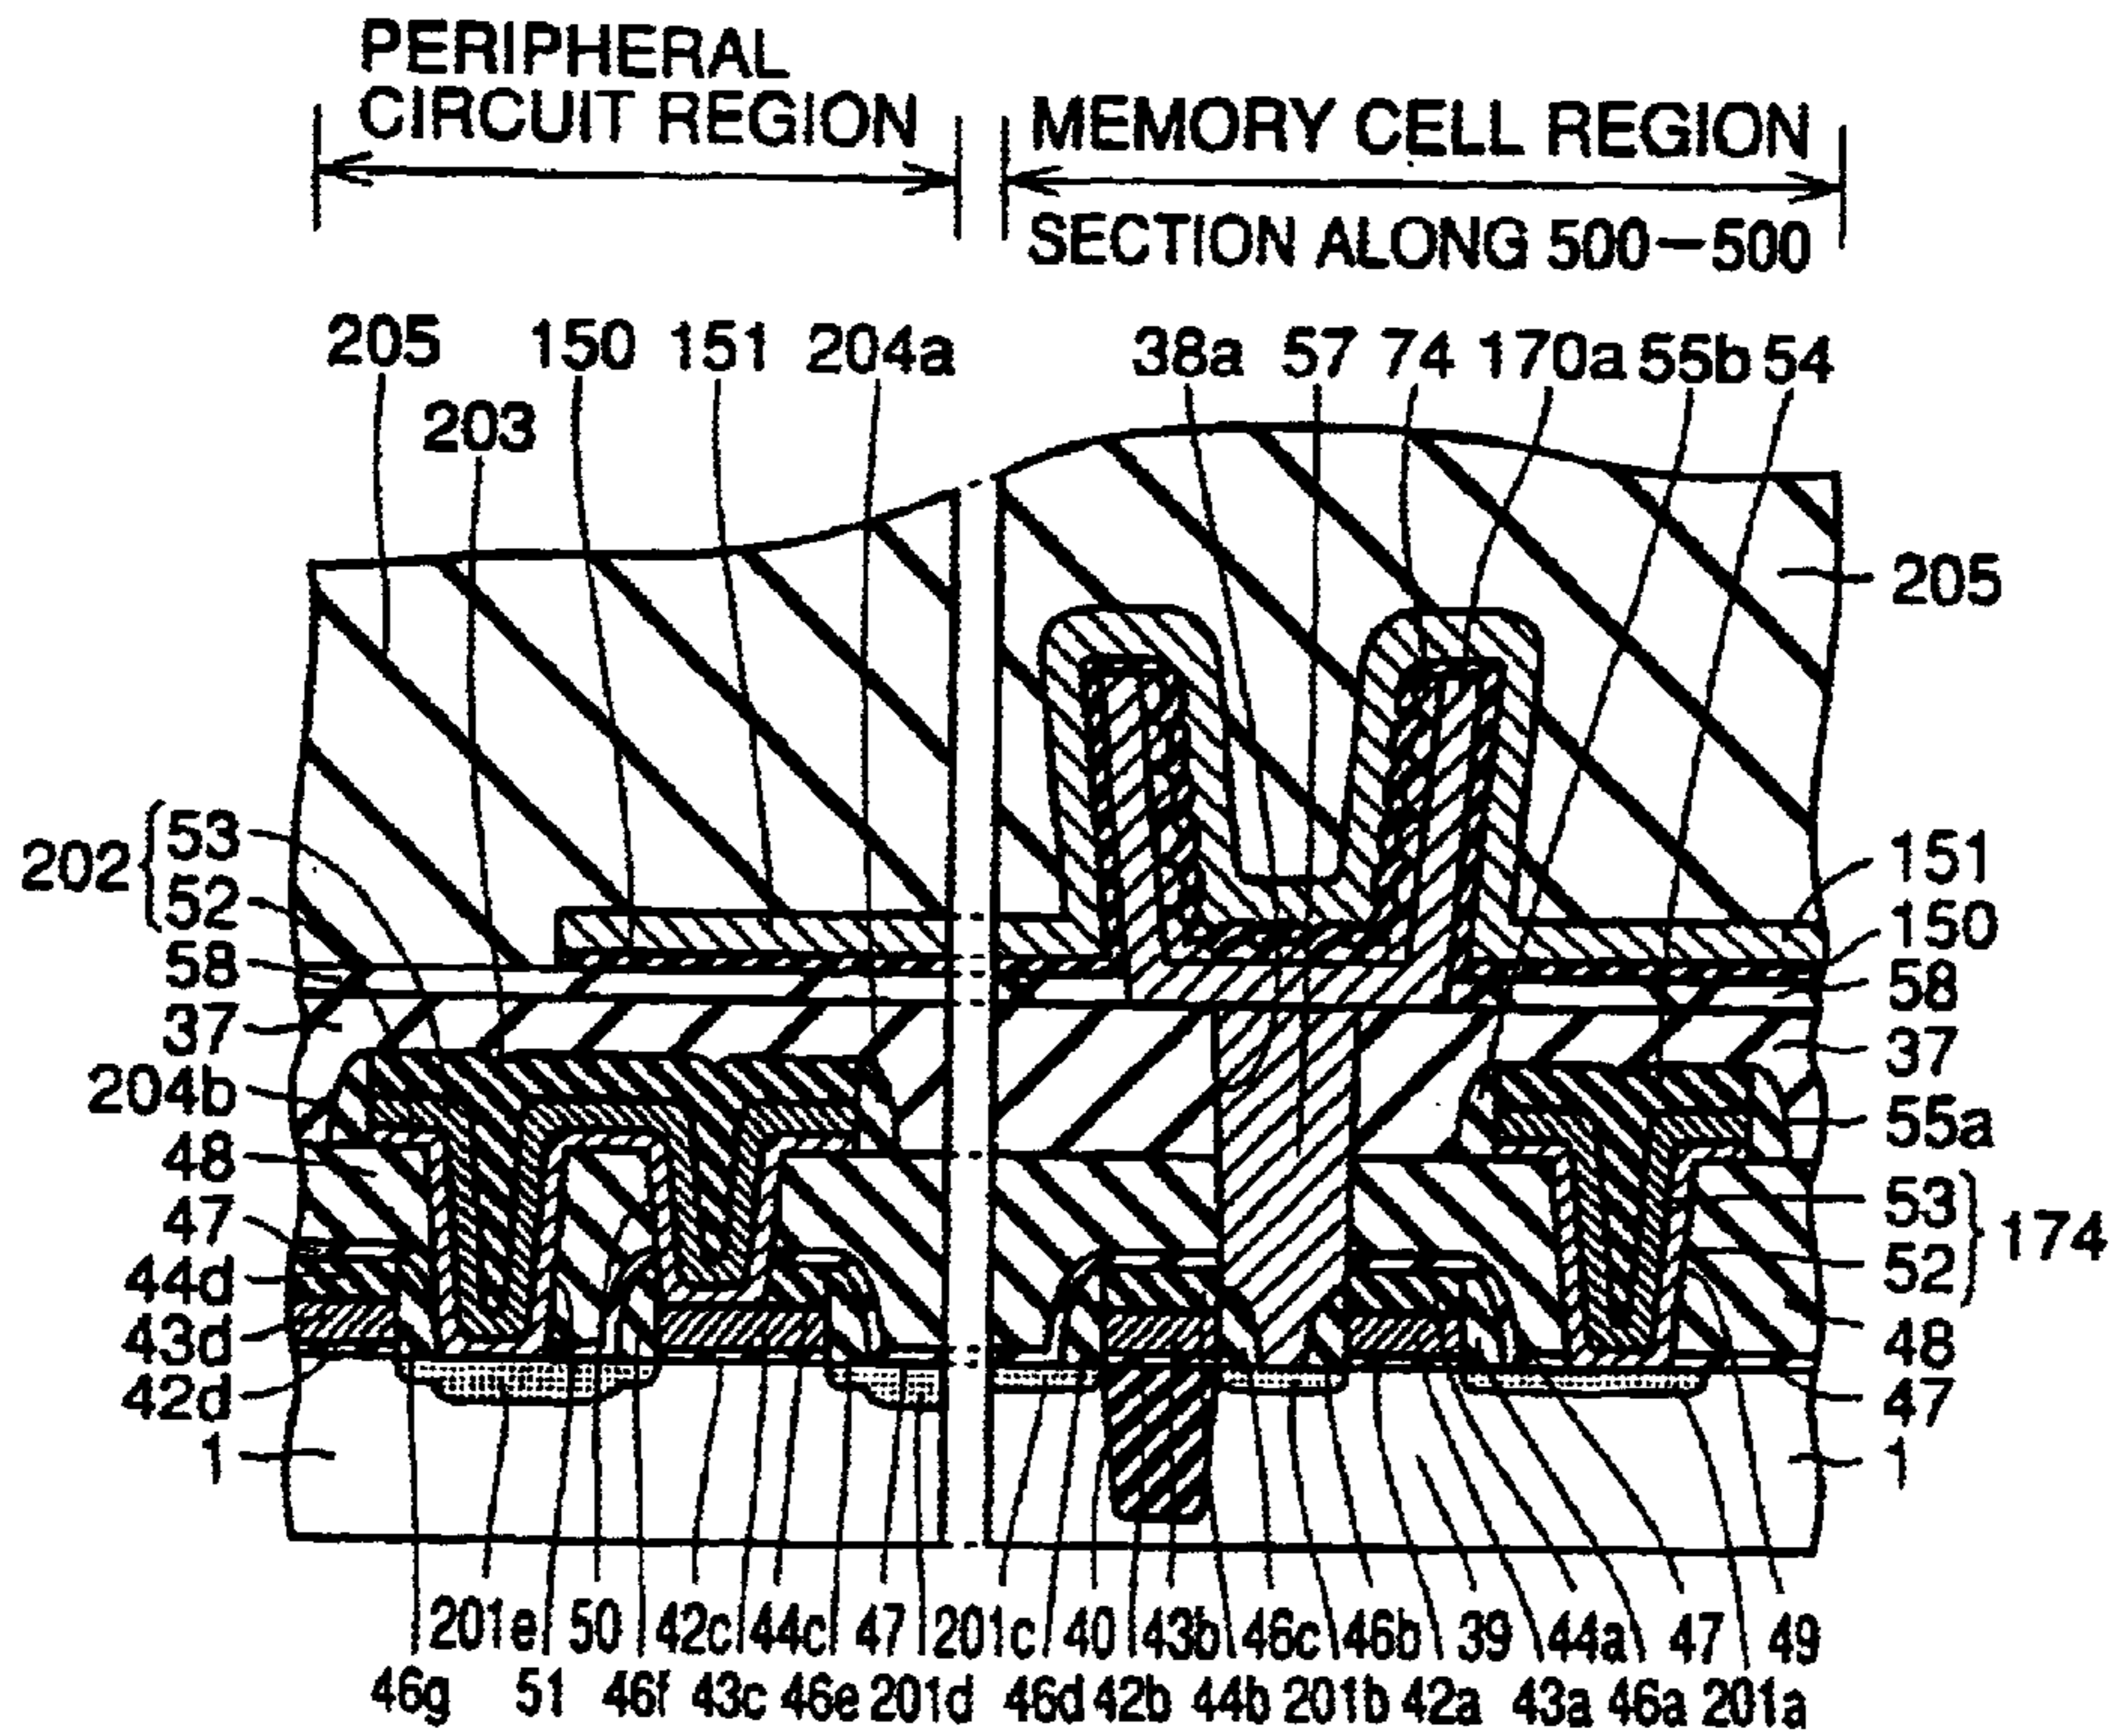 PERIPHERAL
CIRCUIT REGION
MEMORY CELL REGION
SECTION ALONG 500-500
205 150 151 204a 38a 57 74 170a 55b 54
203
205
202 { 53
52
58
37
204b
48
47
44d
43d
42d
1
151
150
58
37
55a
53 } 174
52
48
47
1
201e 50 42c 44c 47 201c 40 43b 46c 46b 39 44a 47 49
46g 51 46f 43c 46e 201d 46d 42b 44b 201b 42a 43a 46a 201a